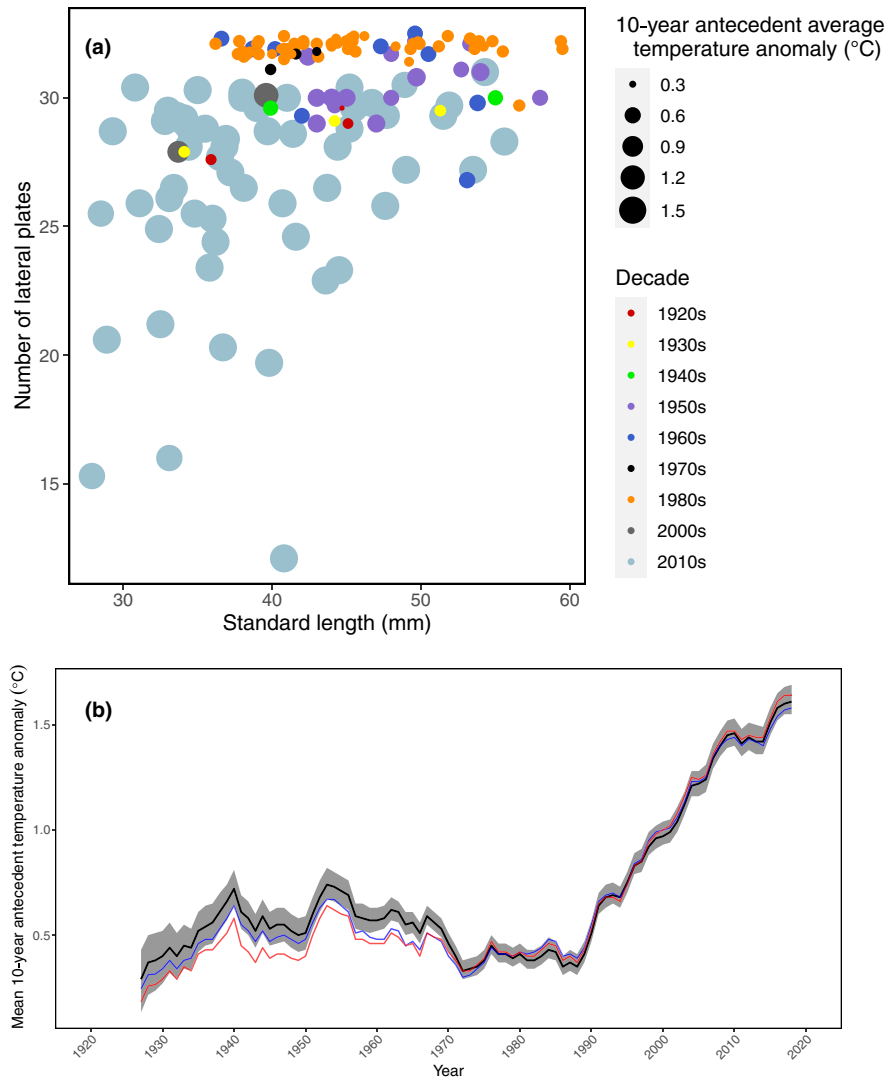 (a)
30
25
20
15
Number of lateral plates
30
40
50
60
Standard length (mm)
10-year antecedent average
temperature anomaly (°C)
0.3
0.6
0.9
1.2
1.5
Decade
1920s
1930s
1940s
1950s
1960s
1970s
1980s
2000s
2010s
(b)
Mean 10-year antecedent temperature anomaly (°C)
1.5
1.0
0.5
1920
1930
1940
1950
1960
1970
1980
1990
2000
2010
2020
Year